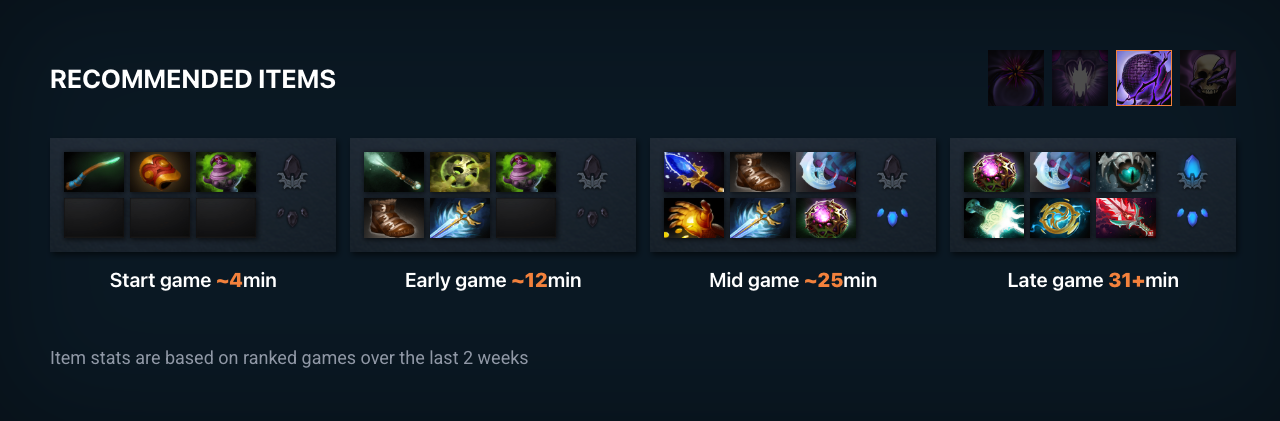 RECOMMENDED ITEMS
Start game ~4min
Early game ~12min
Mid game ~25min
Late game 31+min
Item stats are based on ranked games over the last 2 weeks